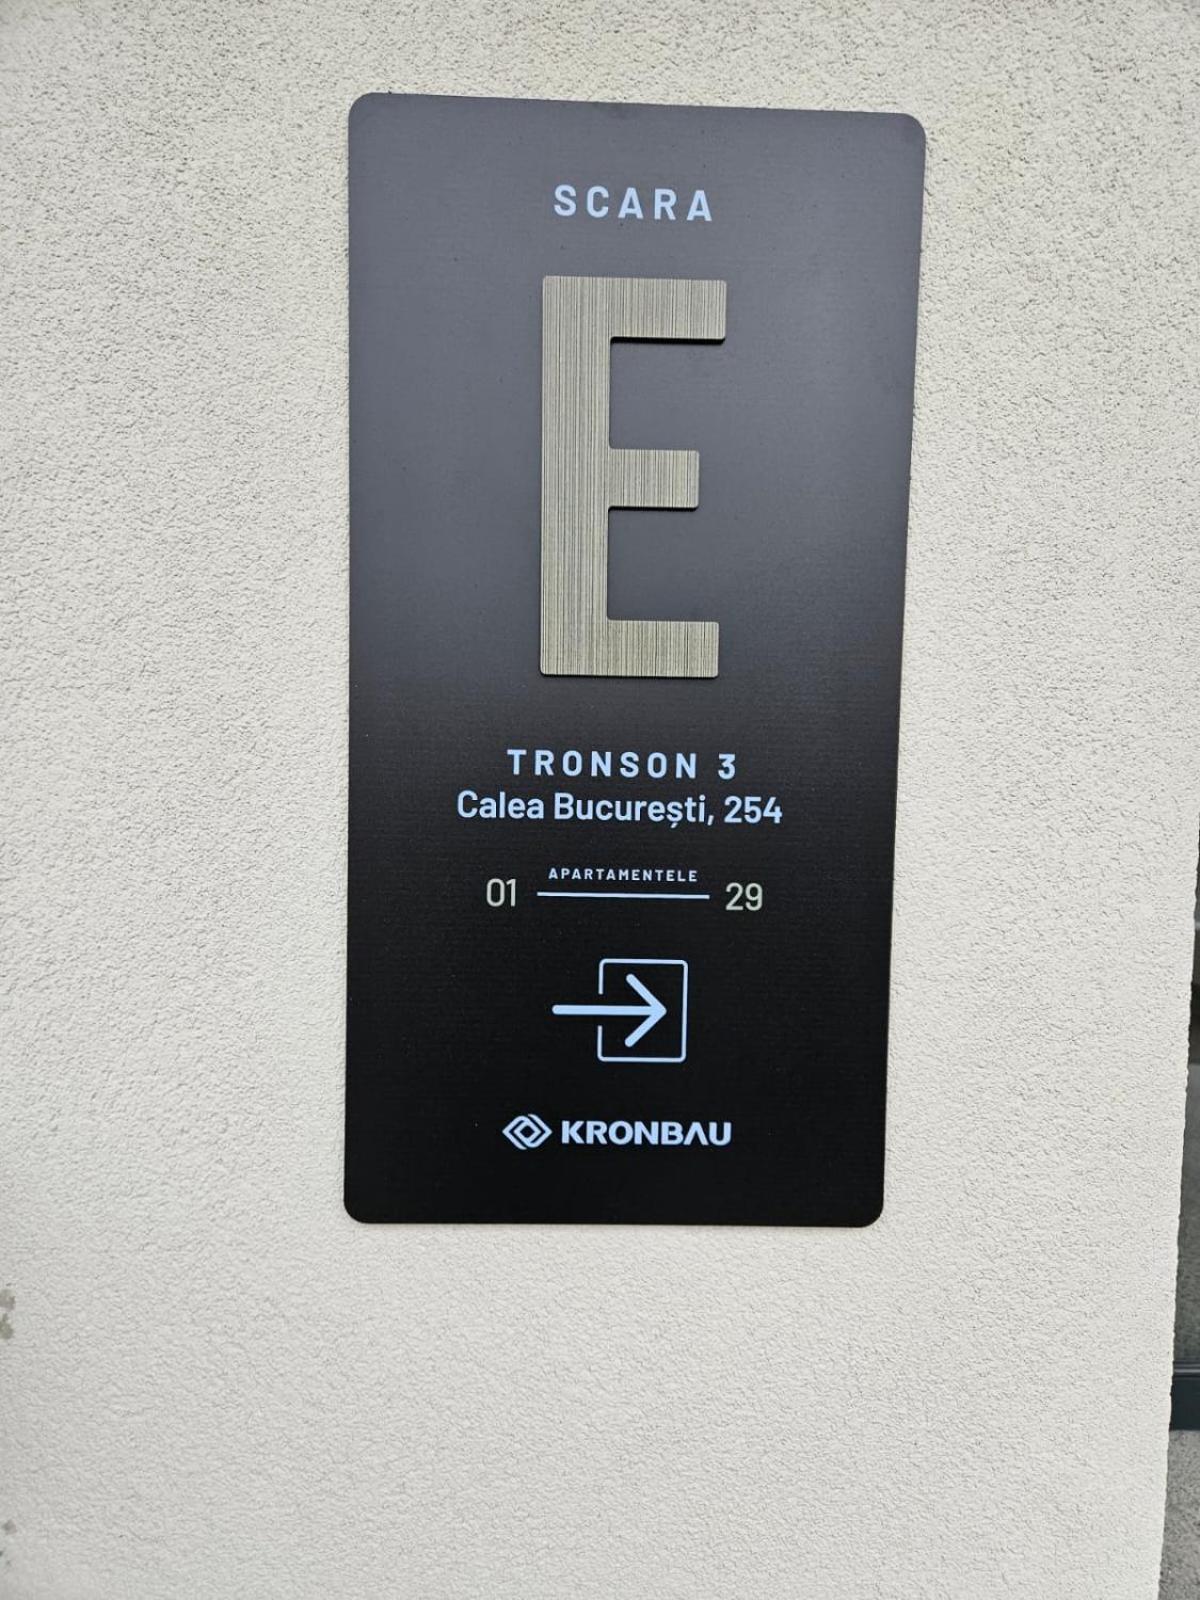 SCARA
E
TRONSON 3
Calea București, 254
APARTAMENTELE
01 29
KRONBAU